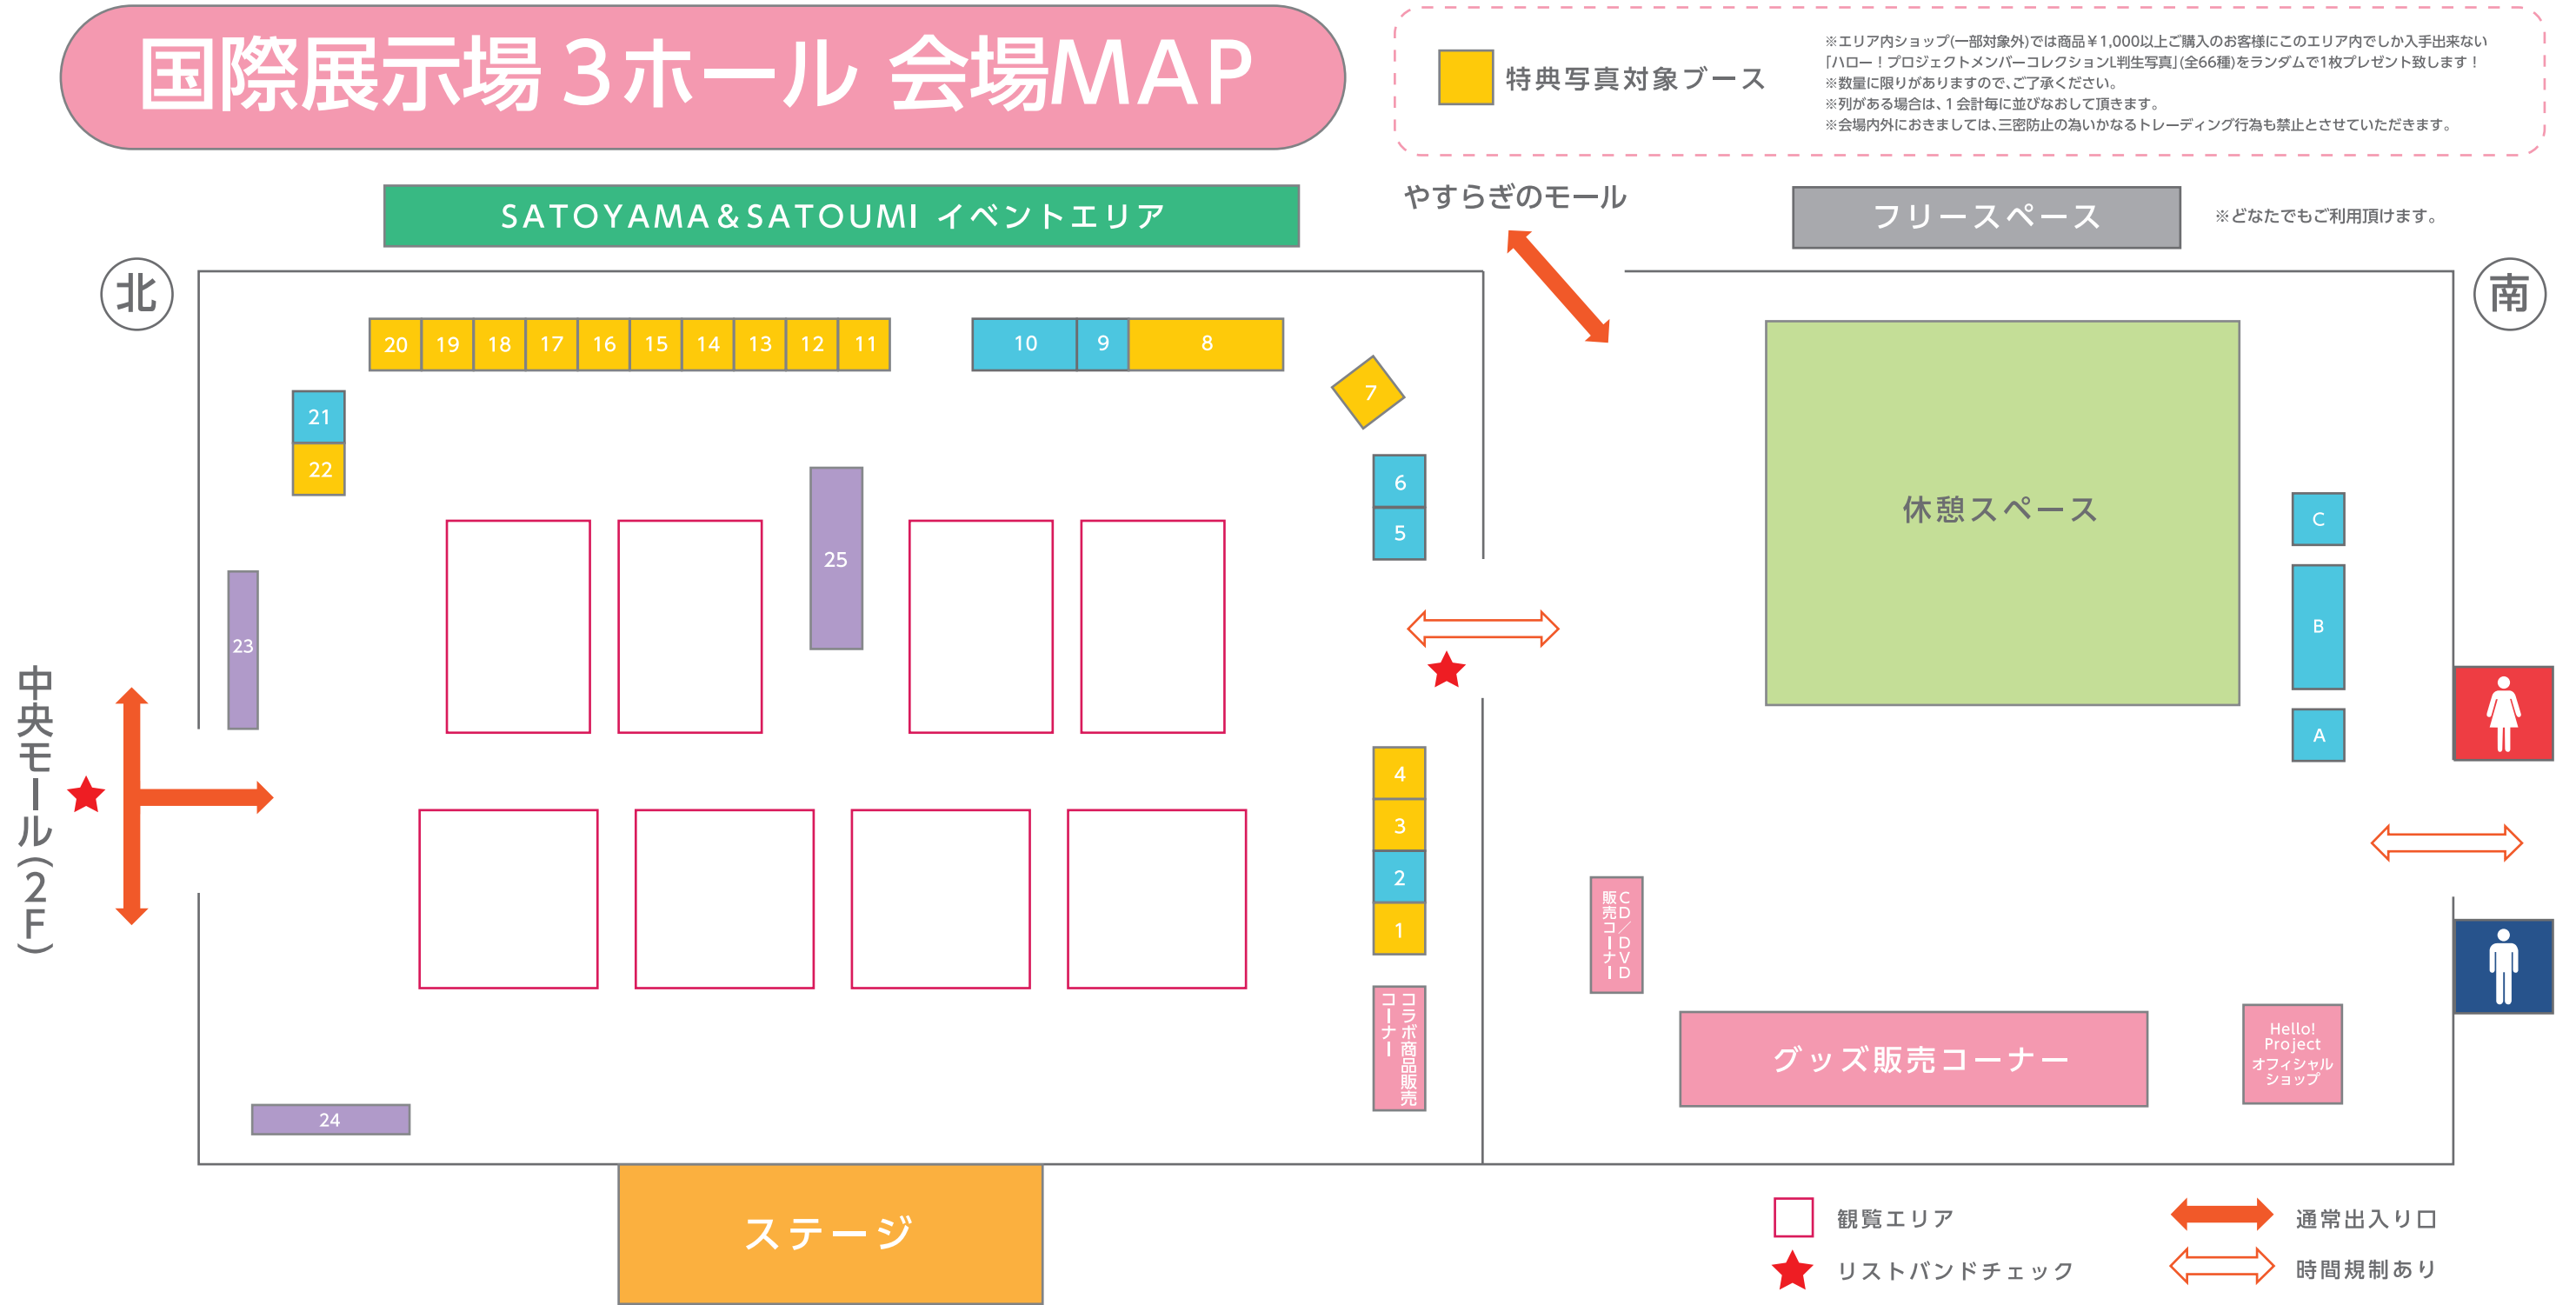 国際展示場 3ホール 会場MAP
特典写真対象ブース
※エリア内ショップ(一部対象外)では商品¥1,000以上ご購入のお客様にこのエリア内でしか入手出来ない
「ハロー！プロジェクトメンバーコレクションL判生写真」(全66種)をランダムで1枚プレゼント致します！
※数量に限りがありますので、ご了承ください。
※列がある場合は、1会計毎に並びなおして頂きます。
※会場内外におきましては、三密防止の為いかなるトレーディング行為も禁止とさせていただきます。
SATOYAMA&SATOUMI イベントエリア
やすらぎのモール
フリースペース
※どなたでもご利用頂けます。
北
南
20
19
18
17
16
15
14
13
12
11
10
9
8
7
21
22
6
5
25
23
休憩スペース
C
B
A
中央モール(2F)
4
3
2
1
CD/DVD
販売コーナー
コラボ商品販売
コーナー
グッズ販売コーナー
Hello!
Project
オフィシャル
ショップ
24
ステージ
観覧エリア
通常出入り口
リストバンドチェック
時間規制あり